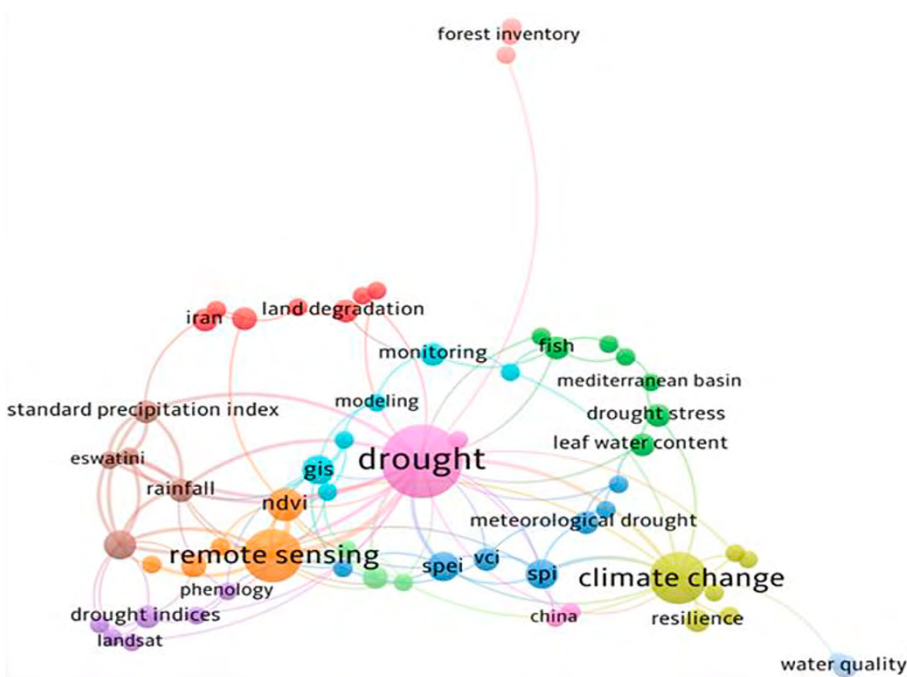 forest inventory
iran
land degradation
monitoring
fish
mediterranean basin
modeling
standard precipitation index
drought stress
leaf water content
eswatini
drought
gis
rainfall
ndvi
meteorological drought
remote sensing
spei
vci
spi
climate change
phenology
drought indices
china
resilience
landsat
water quality